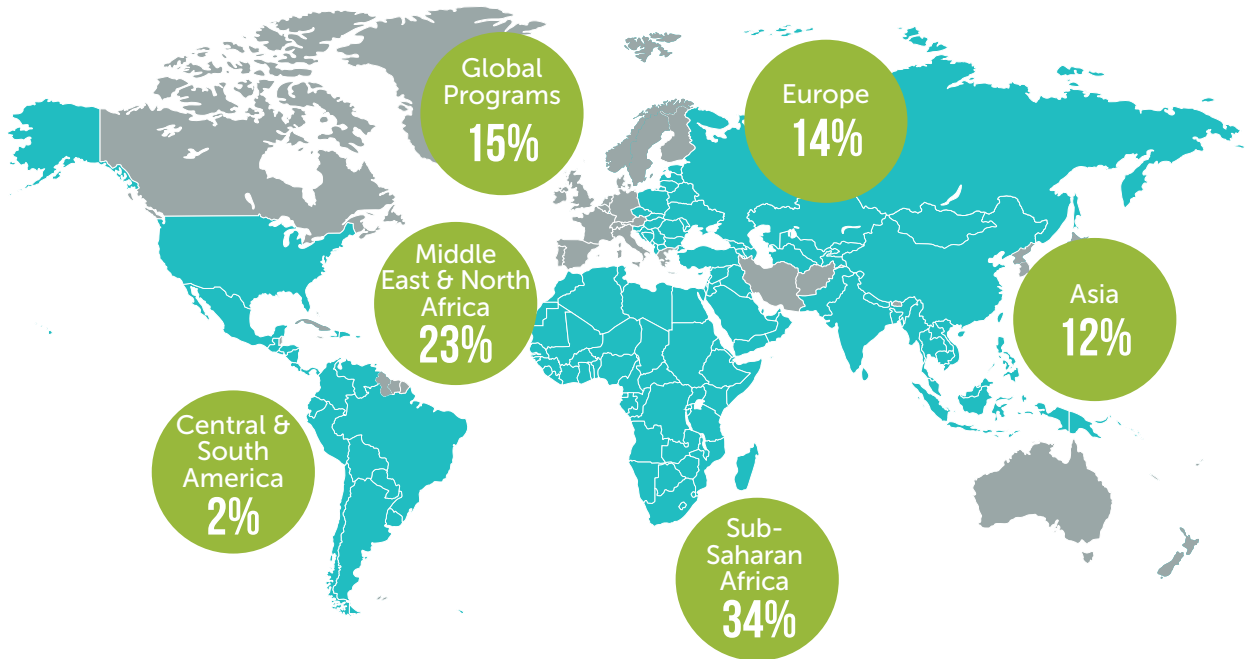 Global
Programs
15%
Europe
14%
Middle
East & North
Africa
23%
Asia
12%
Central &
South
America
2%
Sub-
Saharan
Africa
34%